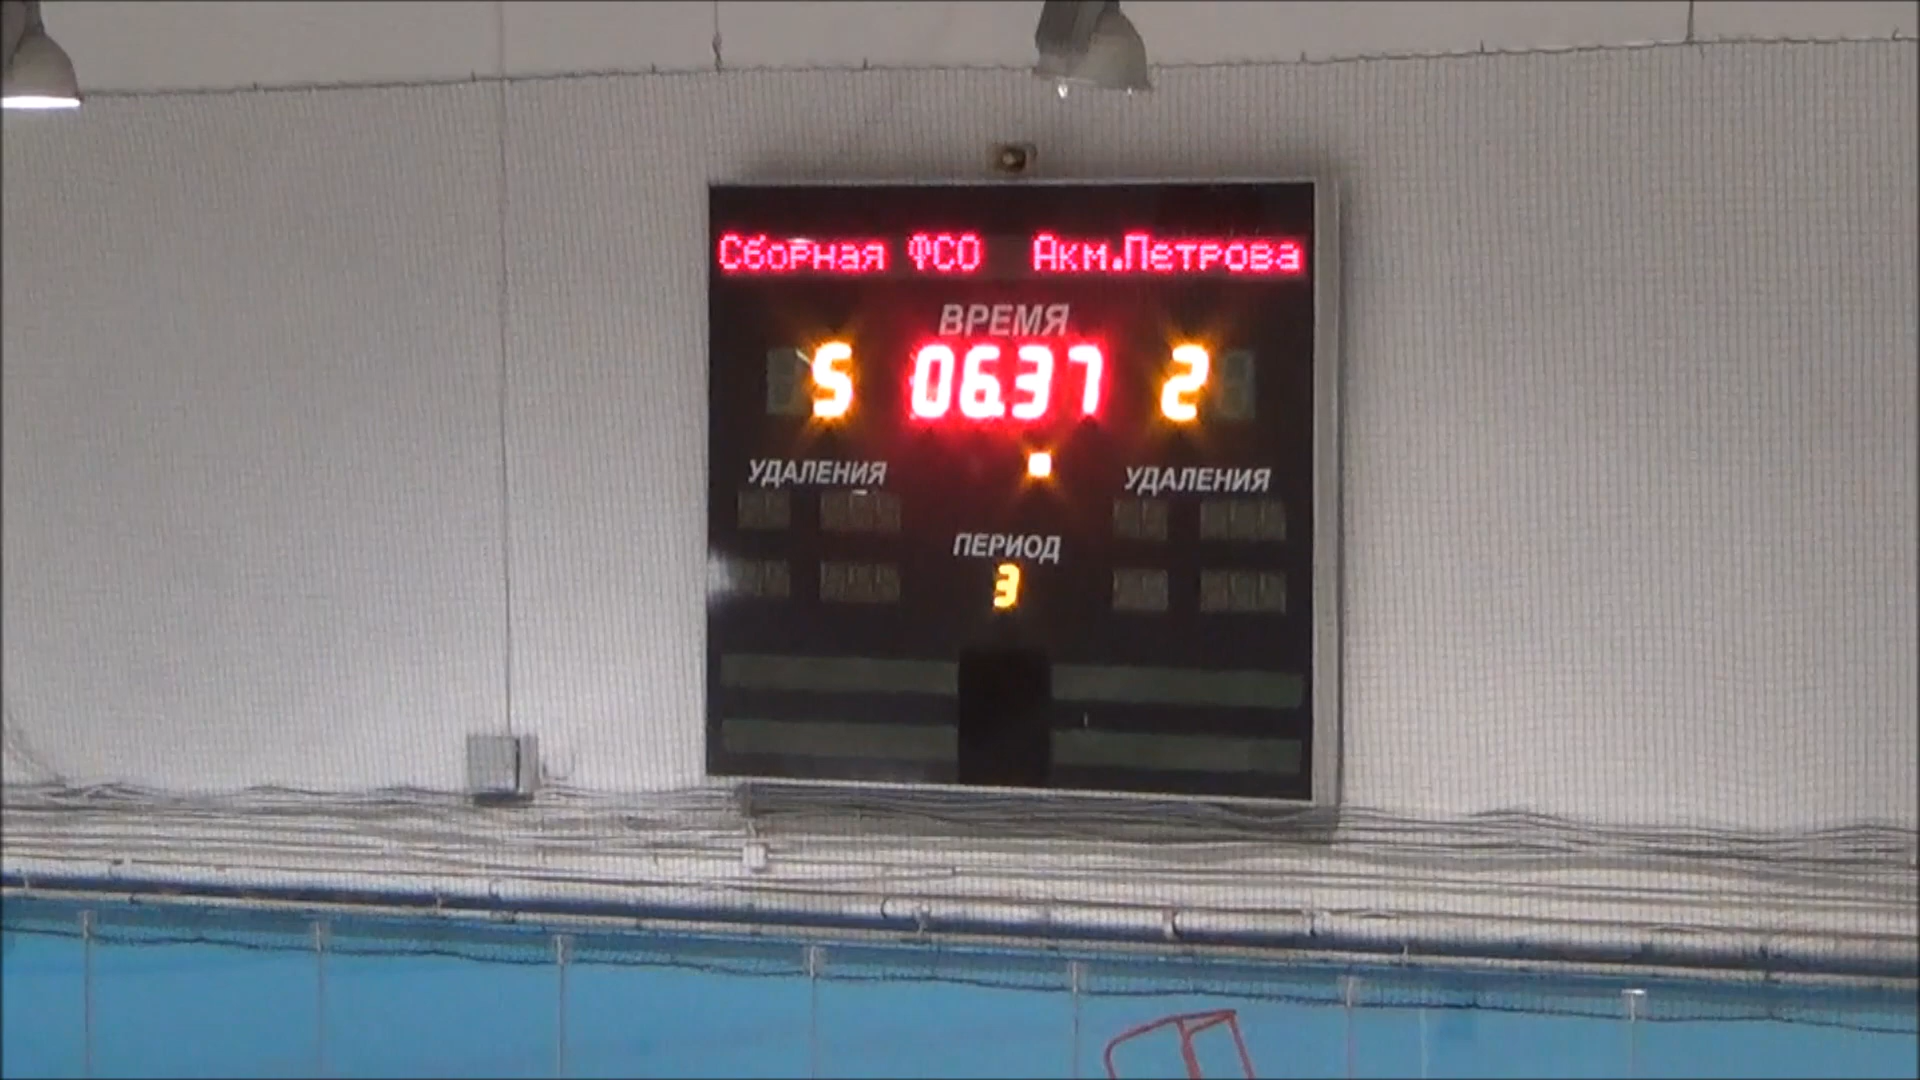 Сборная ФСО Акм.Петрова
ВРЕМЯ
5 06.37 2
УДАЛЕНИЯ УДАЛЕНИЯ
ПЕРИОД
3